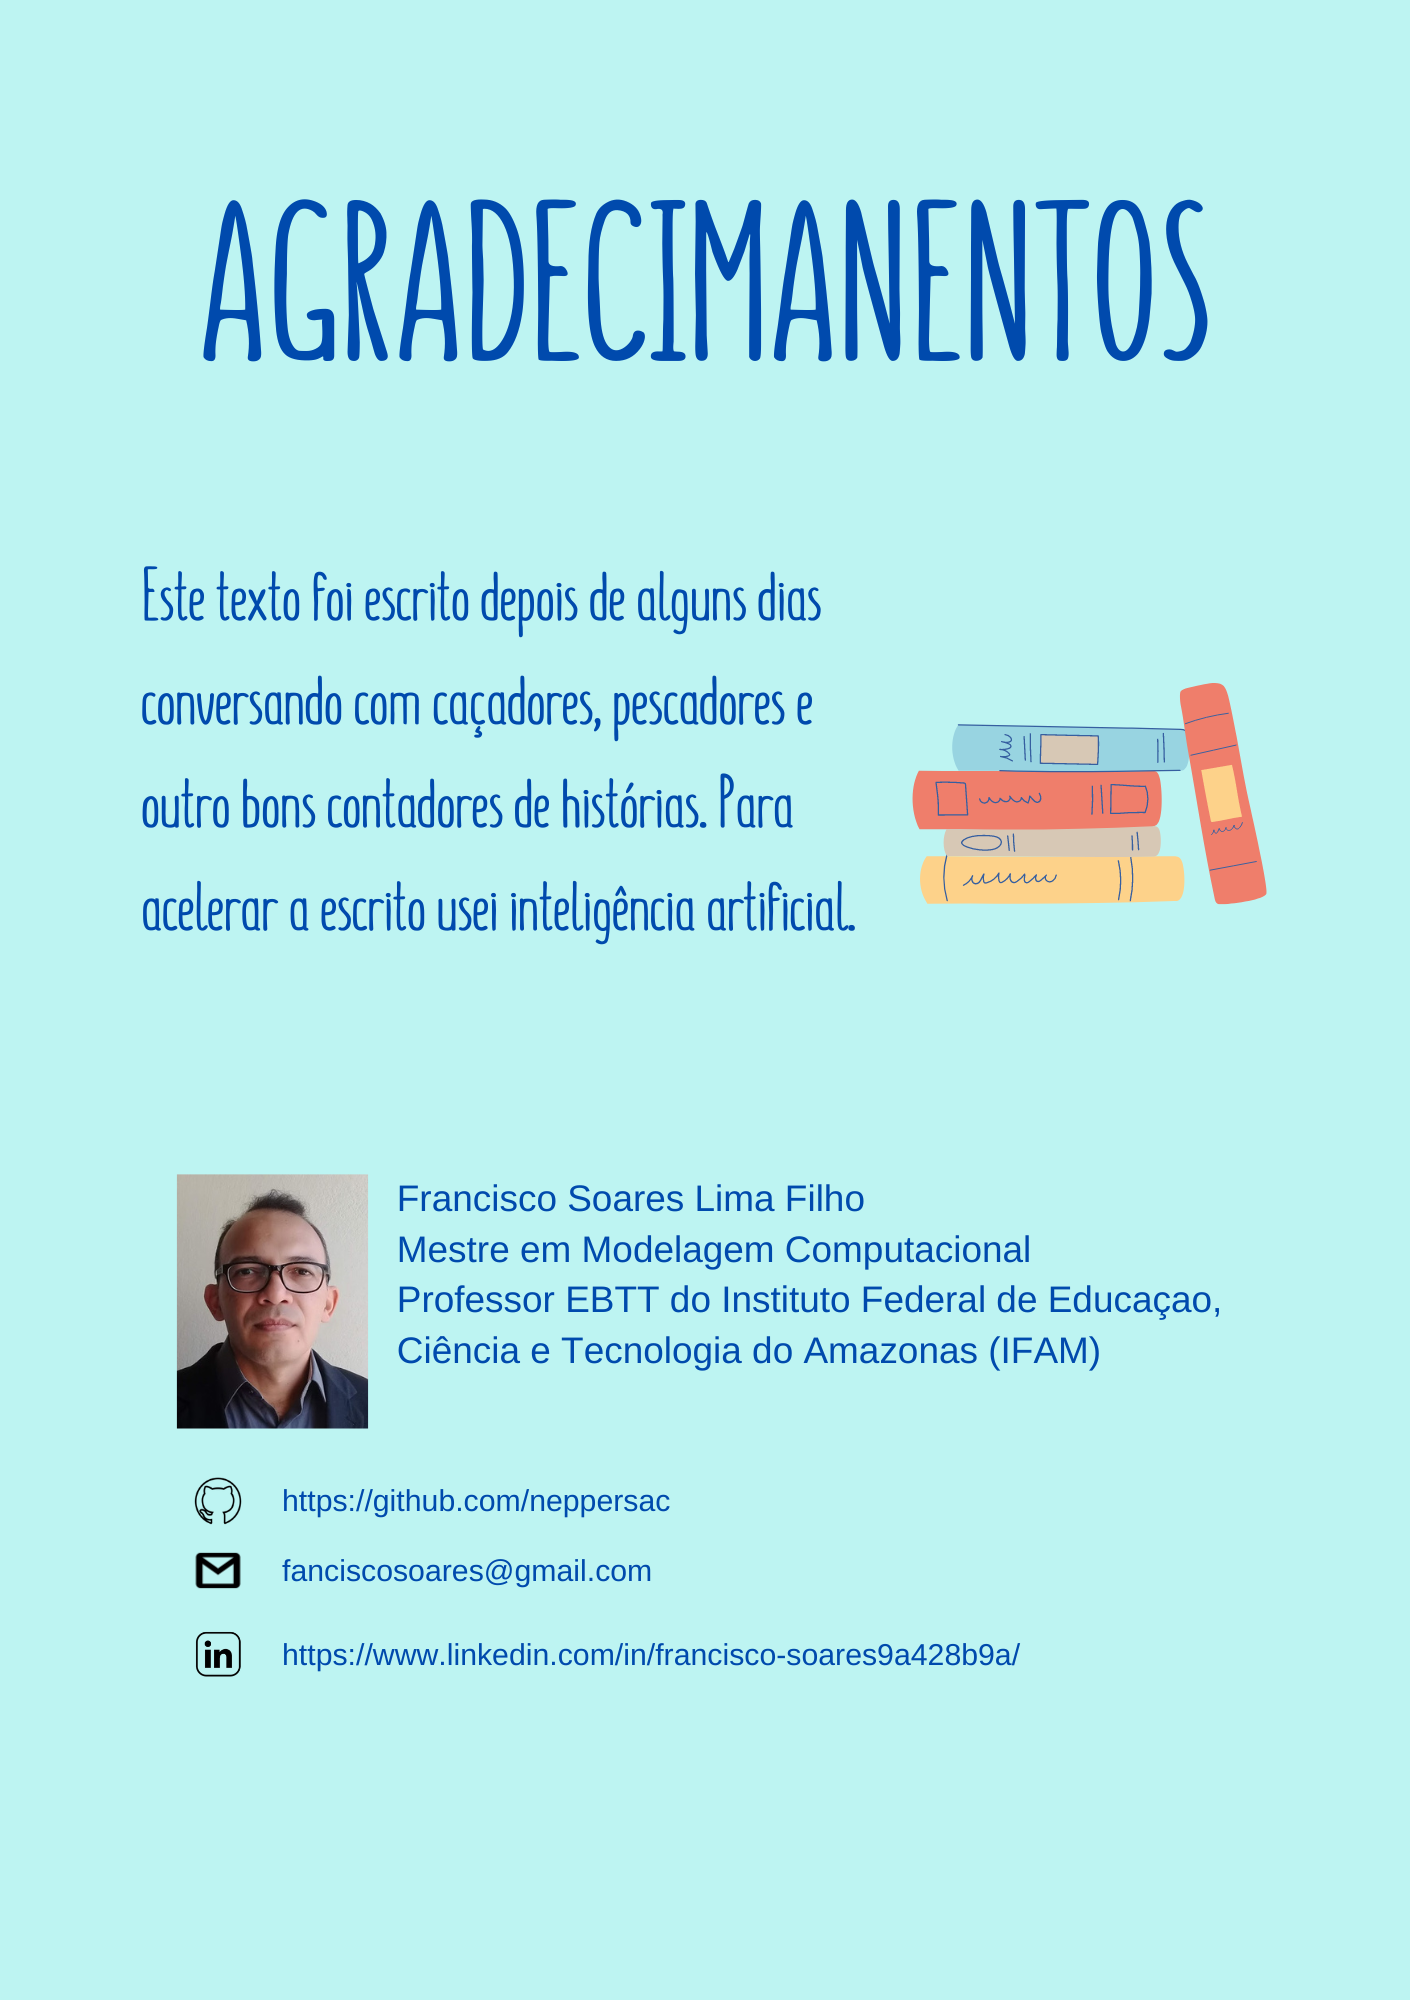 AGRADECIMANENTOS
Este texto foi escrito depois de alguns dias
conversando com caçadores, pescadores e
outro bons contadores de histórias. Para
acelerar a escrito usei inteligência artificial.
Francisco Soares Lima Filho
Mestre em Modelagem Computacional
Professor EBTT do Instituto Federal de Educaçao,
Ciência e Tecnologia do Amazonas (IFAM)
https://github.com/neppersac
fanciscosoares@gmail.com
in
https://www.linkedin.com/in/francisco-soares9a428b9a/